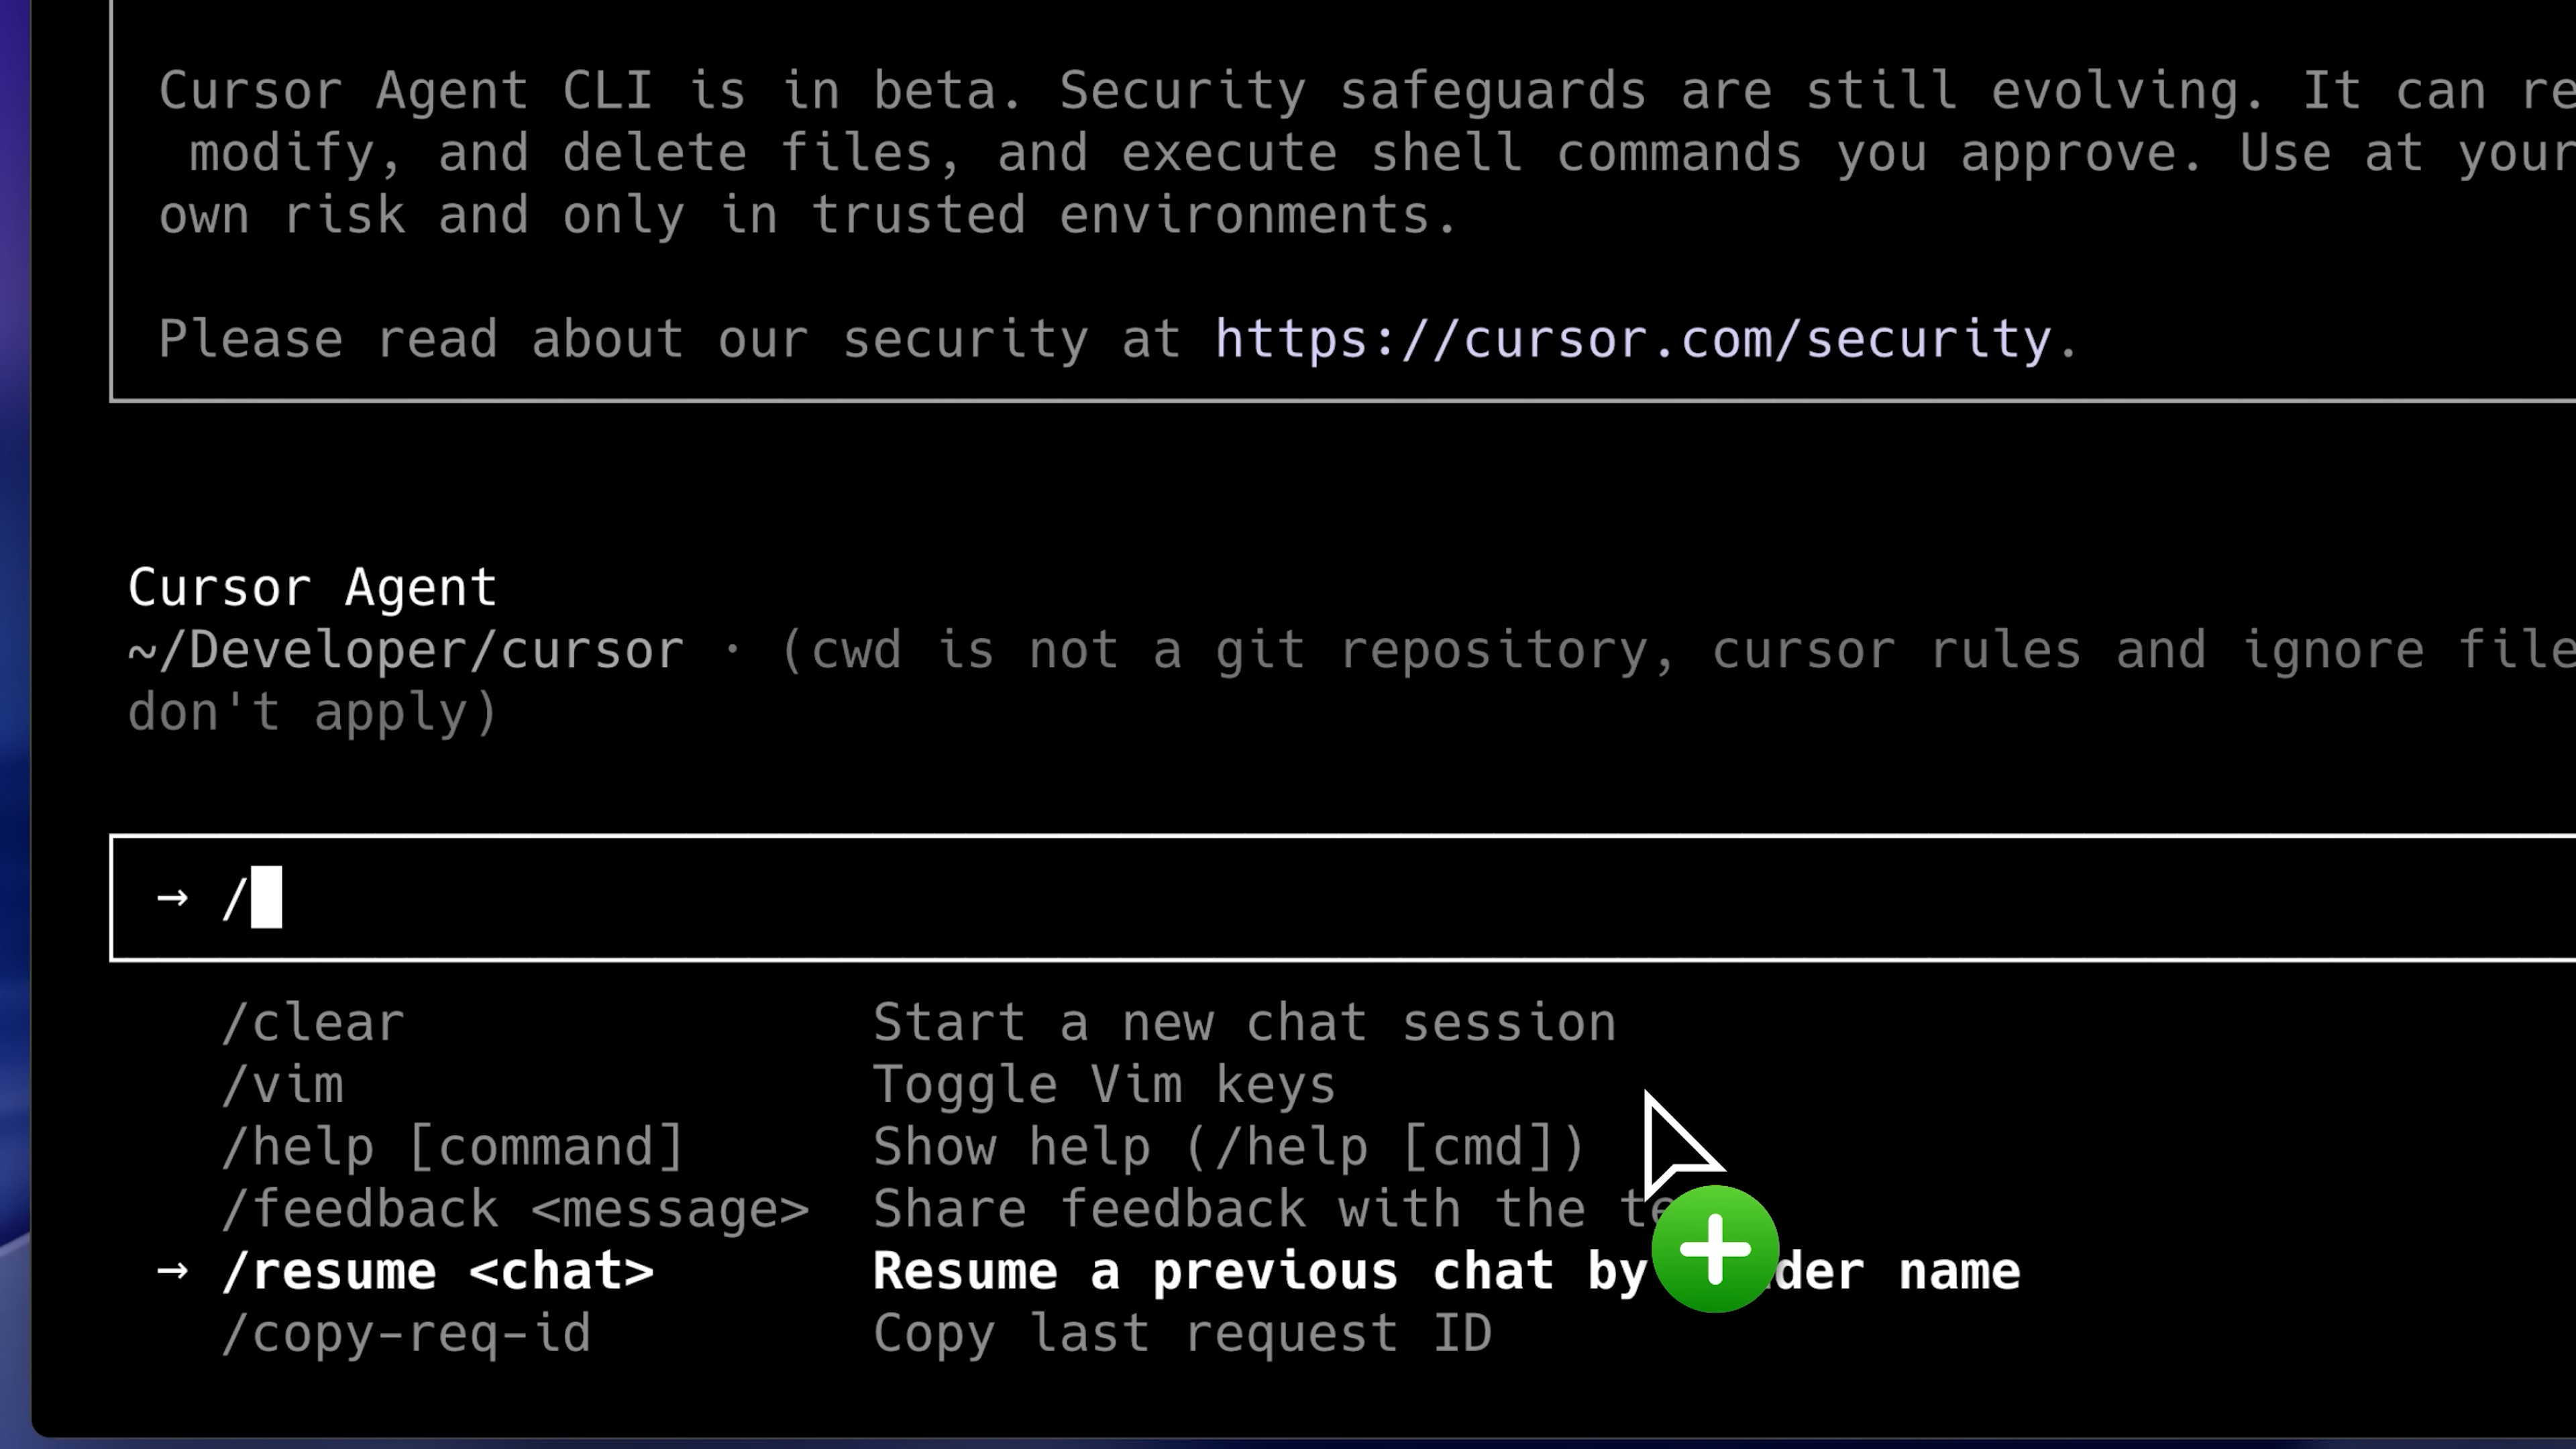 Cursor Agent CLI is in beta. Security safeguards are still evolving. It can
modify, and delete files, and execute shell commands you approve. Use at your
own risk and only in trusted environments.
Please read about our security at https://cursor.com/security.
Cursor Agent
~/Developer/cursor · (cwd is not a git repository, cursor rules and ignore file
don't apply)
→ /
/clear Start a new chat session
/vim Toggle Vim keys
/help [command] Show help (/help [cmd])
/feedback <message> Share feedback with the
→ /resume <chat> Resume a previous chat by name
/copy-req-id Copy last request ID